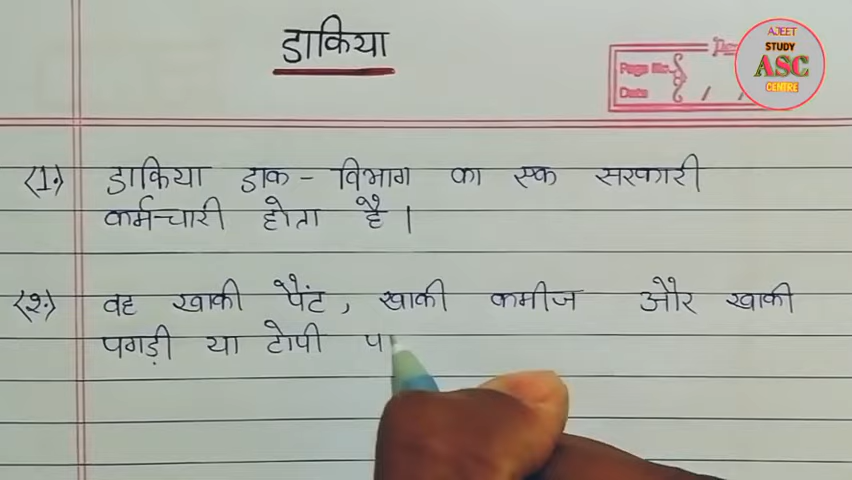 डाकिया
Page No.
Date / /
AJEET
STUDY
ASC
CENTRE
(1.) डाकिया डाक - विभाग का एक सरकारी
कर्मचारी होता है।
(2.) वह खाकी पैंट, खाकी कमीज और खाकी
पगड़ी या टोपी